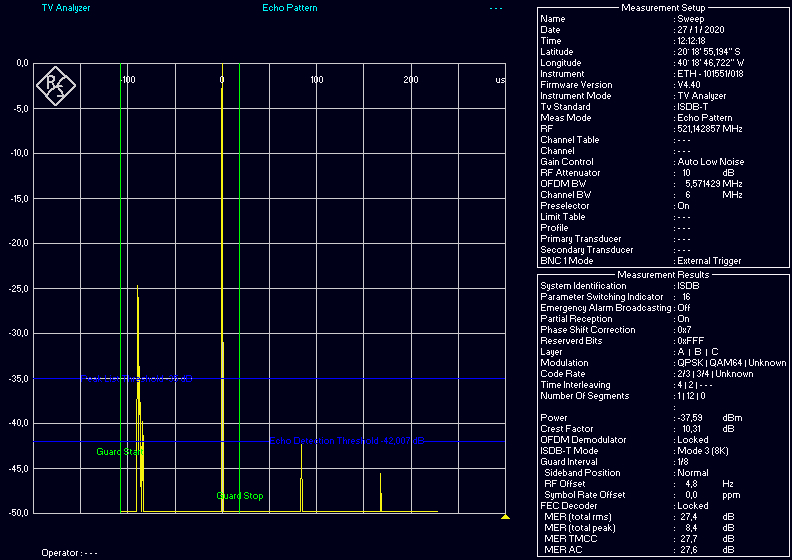 TV Analyzer Echo Pattern ---
0,0
-5,0
-10,0
-15,0
-20,0
-25,0
-30,0
-35,0
-40,0
-45,0
-50,0
-100 0 100 200 us
Echo Detection Threshold -42,007 dB
Guard Start
Guard Stop
Operator : ---
Measurement Setup
Name : Sweep
Date : 27 / 1 / 2020
Time : 12:12:18
Latitude : 20° 18' 55,194" S
Longitude : 40° 18' 46,722" W
Instrument : ETH - 101551/018
Firmware Version : V4.40
Instrument Mode : TV Analyzer
Tv Standard : ISDB-T
Meas Mode : Echo Pattern
RF : 521,142857 MHz
Channel Table : ---
Channel : ---
Gain Control : Auto Low Noise
RF Attenuator : 10 dB
OFDM BW : 5,571429 MHz
Channel BW : 6 MHz
Preselector : On
Limit Table : ---
Profile : ---
Primary Transducer : ---
Secondary Transducer : ---
BNC 1 Mode : External Trigger
Measurement Results
System Identification : ISDB
Parameter Switching Indicator : 16
Emergency Alarm Broadcasting : Off
Partial Reception : On
Phase Shift Correction : 0x7
Reserverd Bits : 0xFFF
Layer : A | B | C
Modulation : QPSK | QAM64 | Unknown
Code Rate : 2/3 | 3/4 | Unknown
Time Interleaving : 4 | 2 | ---
Number Of Segments : 1 | 12 | 0
:
Power : -37,59 dBm
Crest Factor : 10,31 dB
OFDM Demodulator : Locked
ISDB-T Mode : Mode 3 (8K)
Guard Interval : 1/8
Sideband Position : Normal
RF Offset : 4,8 Hz
Symbol Rate Offset : 0,0 ppm
FEC Decoder : Locked
MER (total rms) : 27,4 dB
MER (total peak) : 8,4 dB
MER TMCC : 27,7 dB
MER AC : 27,6 dB